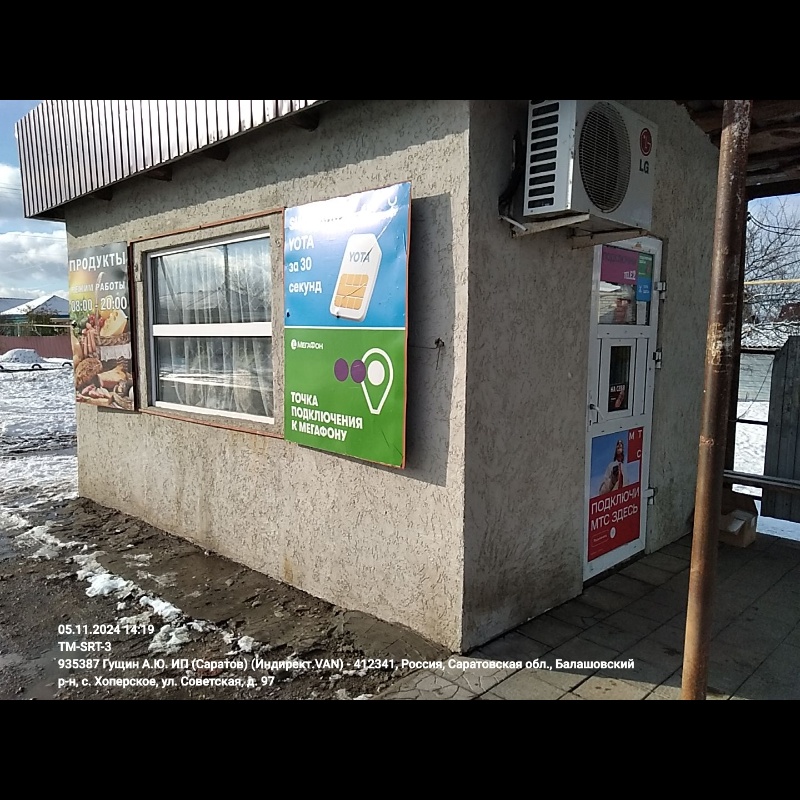 ПРОДУКТЫ
РЕЖИМ РАБОТЫ
08:00 - 20:00
YOTA
за 30
секунд
YOTA
МЕГАФОН
ТОЧКА
ПОДКЛЮЧЕНИЯ
К МЕГАФОНУ
LG
TELE2
МТС
ПОДКЛЮЧИ
МТС ЗДЕСЬ
05.11.2024 14:19
TM-SRT-3
935387 Гущин А.Ю. ИП (Саратов) (Индирект.VAN) - 412341, Россия, Саратовская обл., Балашовский
р-н, с. Хоперское, ул. Советская, д. 97